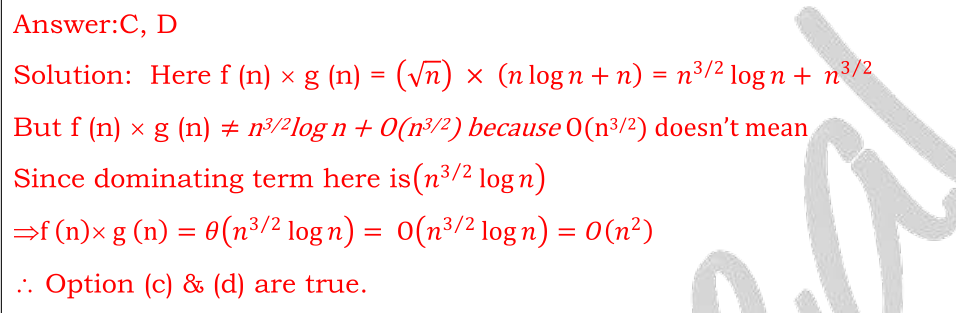 Answer:C, D
Solution: Here f (n) × g (n) = (√n) × (n log n + n) = n^{3/2} log n + n^{3/2}
But f (n) × g (n) ≠ n^{3/2}log n + O(n^{3/2}) because O(n^{3/2}) doesn't mean
Since dominating term here is(n^{3/2} log n)
⇒f (n)× g (n) = θ(n^{3/2} log n) = O(n^{3/2} log n) = O(n^2)
∴ Option (c) & (d) are true.